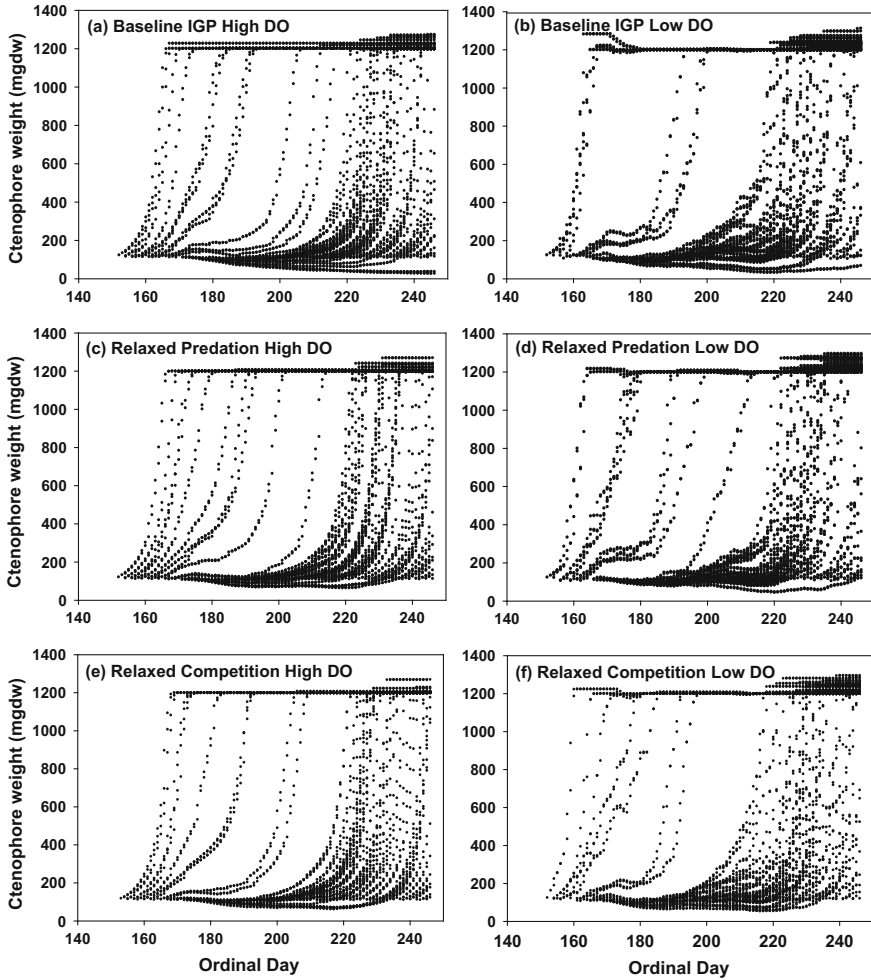 (a) Baseline IGP High DO
Ctenophore weight (mgdw)
1400
1200
1000
800
600
400
200
0
140 160 180 200 220 240
(b) Baseline IGP Low DO
1400
1200
1000
800
600
400
200
0
140 160 180 200 220 240
(c) Relaxed Predation High DO
Ctenophore weight (mgdw)
1400
1200
1000
800
600
400
200
0
140 160 180 200 220 240
(d) Relaxed Predation Low DO
1400
1200
1000
800
600
400
200
0
140 160 180 200 220 240
(e) Relaxed Competition High DO
Ctenophore weight (mgdw)
1400
1200
1000
800
600
400
200
0
140 160 180 200 220 240
Ordinal Day
(f) Relaxed Competition Low DO
1400
1200
1000
800
600
400
200
0
140 160 180 200 220 240
Ordinal Day